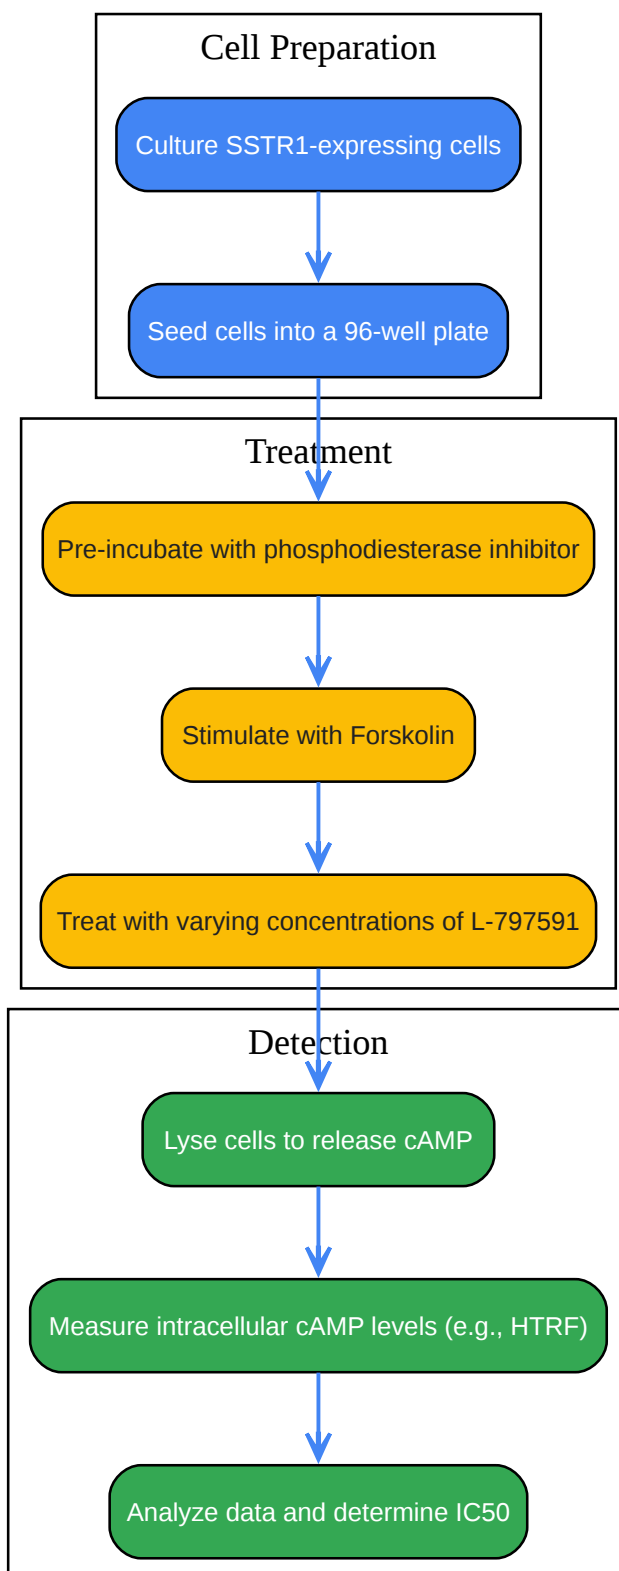 Cell Preparation
Culture SSTR1-expressing cells
Seed cells into a 96-well plate
Treatment
Pre-incubate with phosphodiesterase inhibitor
Stimulate with Forskolin
Treat with varying concentrations of L-797591
Detection
Lyse cells to release cAMP
Measure intracellular cAMP levels (e.g., HTRF)
Analyze data and determine IC50